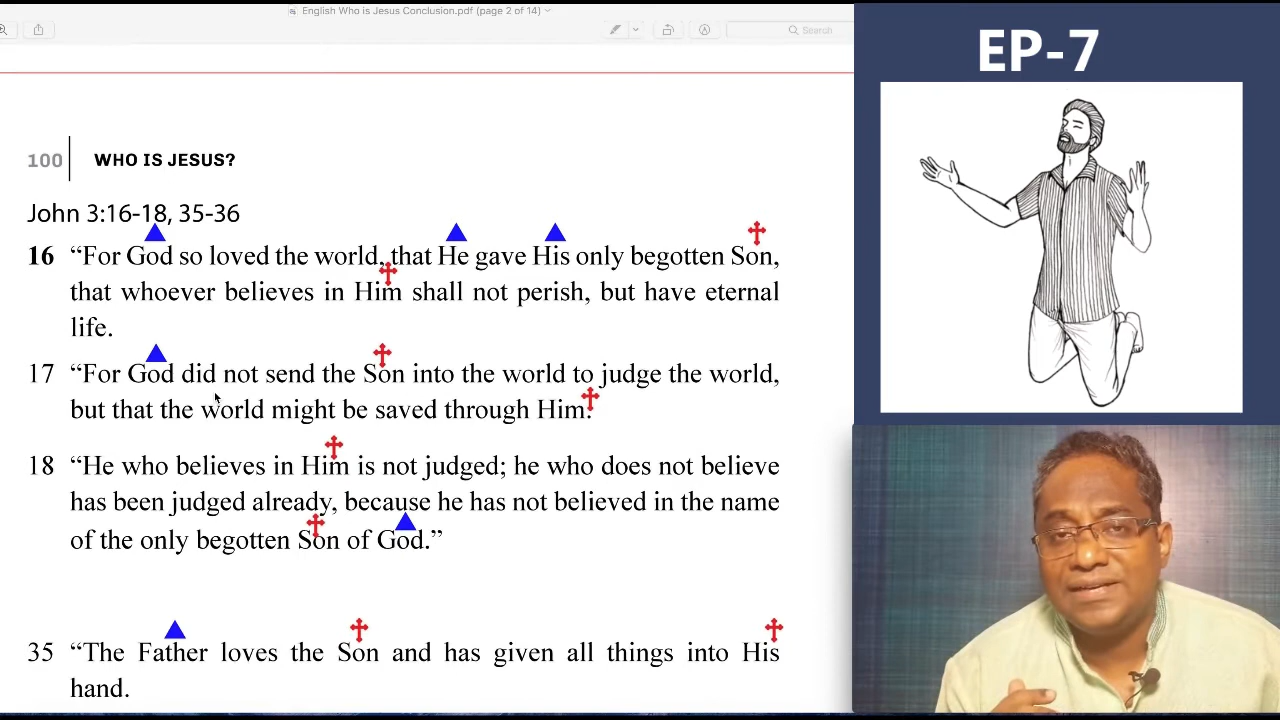 English Who is Jesus Conclusion.pdf (page 2 of 14)
Search
EP-7
100 WHO IS JESUS?
John 3:16-18, 35-36
16 “For God so loved the world, that He gave His only begotten Son,
that whoever believes in Him shall not perish, but have eternal
life.
17 “For God did not send the Son into the world to judge the world,
but that the world might be saved through Him.
18 “He who believes in Him is not judged; he who does not believe
has been judged already, because he has not believed in the name
of the only begotten Son of God.”
35 “The Father loves the Son and has given all things into His
hand.